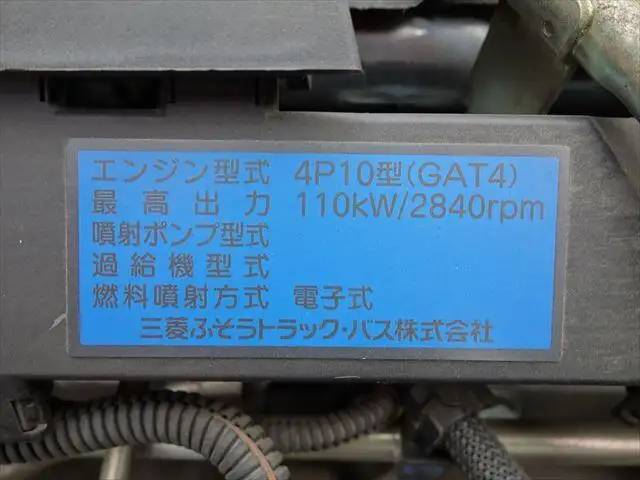 エンジン型式 4P10型(GAT4)
最高出力 110kW/2840rpm
噴射ポンプ型式
過給機型式
燃料噴射方式 電子式
三菱ふそうトラック・バス株式会社